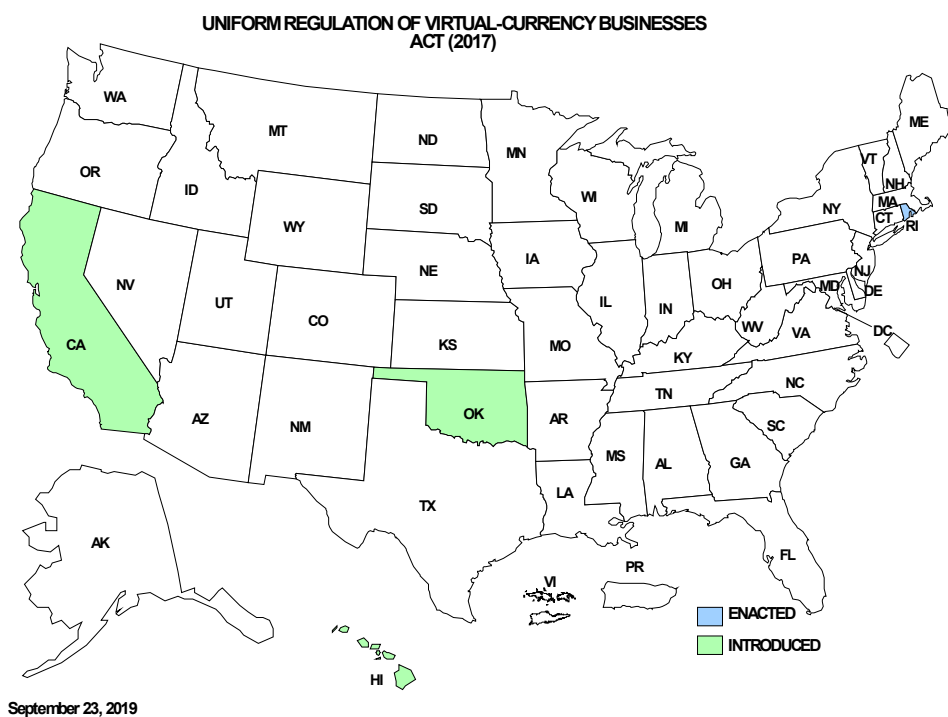 UNIFORM REGULATION OF VIRTUAL-CURRENCY BUSINESSES
ACT (2017)
WA
MT
ND
MN
ME
OR
ID
WY
SD
WI
MI
VT
NH
NY
MA
CT
RI
NV
UT
CO
NE
IA
IL
IN
OH
PA
NJ
MD
DE
DC
CA
KS
MO
KY
WV
VA
AZ
NM
OK
AR
TN
NC
SC
TX
LA
MS
AL
GA
FL
AK
HI
VI
PR
ENACTED
INTRODUCED
September 23, 2019